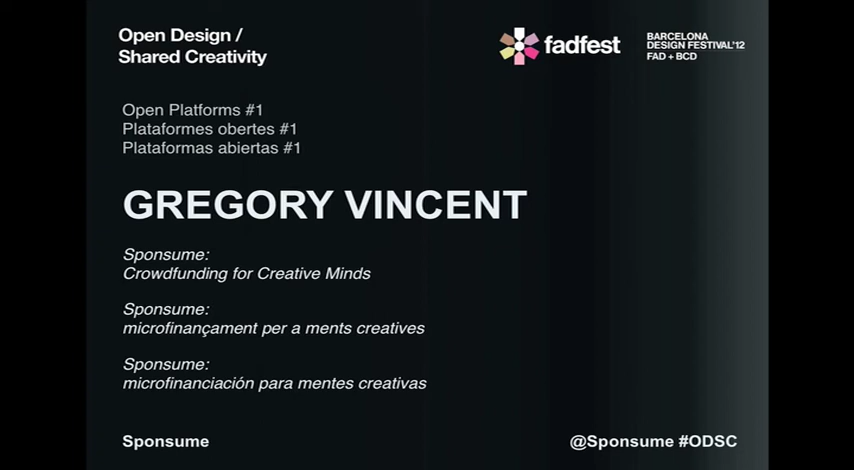 Open Design /
Shared Creativity
fadfest
BARCELONA
DESIGN FESTIVAL'12
FAD + BCD
Open Platforms #1
Plataformes obertes #1
Plataformas abiertas #1
GREGORY VINCENT
Sponsume:
Crowdfunding for Creative Minds
Sponsume:
microfinançament per a ments creatives
Sponsume:
microfinanciación para mentes creativas
Sponsume
@Sponsume #ODSC